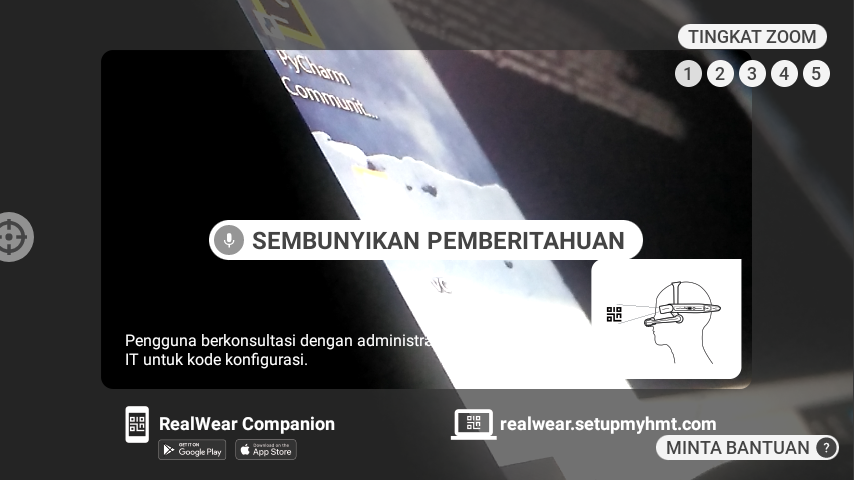 TINGKAT ZOOM
1 2 3 4 5
PyCharm
Communit...
SEMBUNYIKAN PEMBERITAHUAN
Pengguna berkonsultasi dengan
IT untuk kode konfigurasi.
RealWear Companion
GET IT ON
Google Play
Download on the
App Store
realwear.setupmyhmt.com
MINTA BANTUAN ?